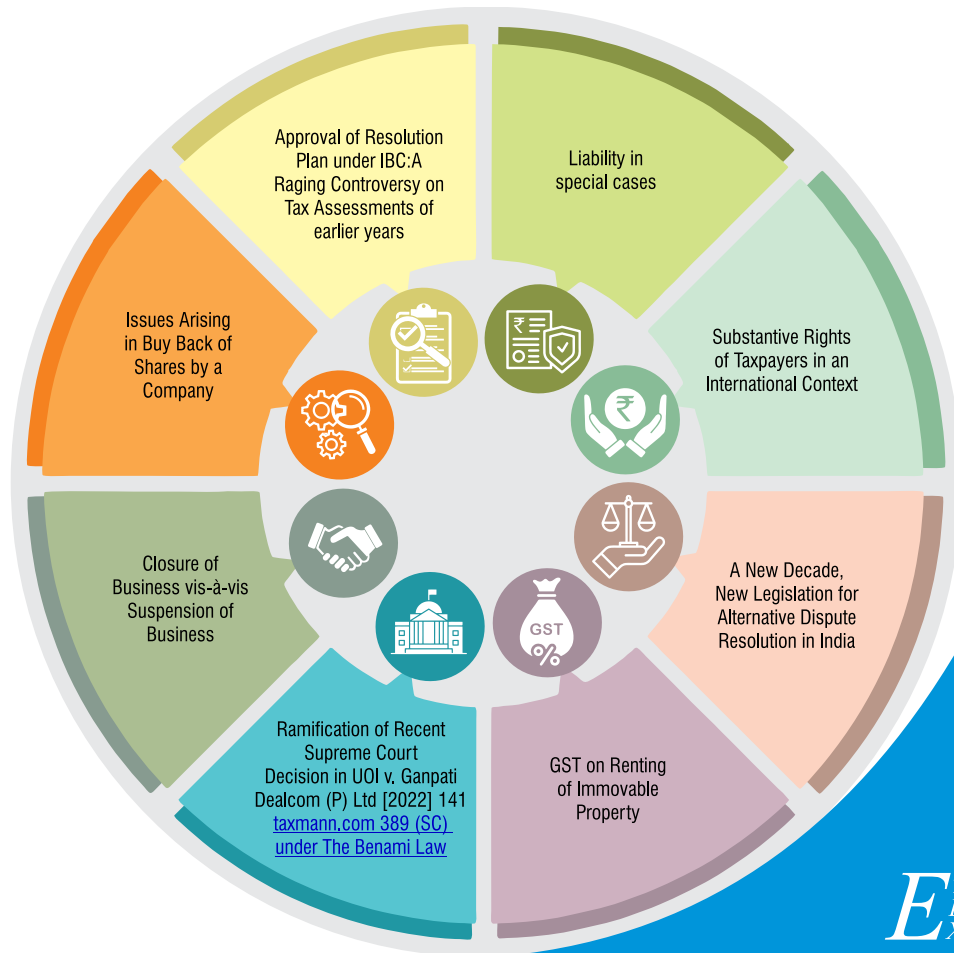 Approval of Resolution
Plan under IBC:A
Raging Controversy on
Tax Assessments of
earlier years
Liability in
special cases
Substantive Rights
of Taxpayers in an
International Context
A New Decade,
New Legislation for
Alternative Dispute
Resolution in India
GST on Renting
of Immovable
Property
Ramification of Recent
Supreme Court
Decision in UOI v. Ganpati
Dealcom (P) Ltd [2022] 141
taxmann.com 389 (SC)
under The Benami Law
Closure of
Business vis-à-vis
Suspension of
Business
Issues Arising
in Buy Back of
Shares by a
Company
₹
₹
GST
%
E